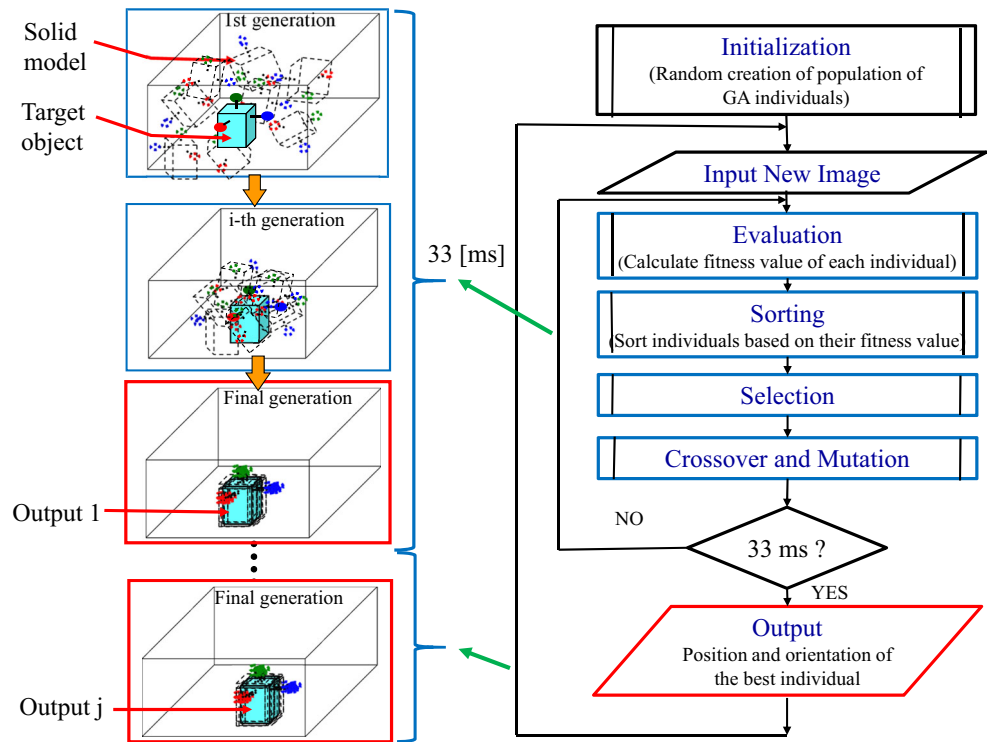 1st generation
Solid
model
Target
object
i-th generation
33 [ms]
Final generation
Output 1
Final generation
Output j
Initialization
(Random creation of population of
GA individuals)
Input New Image
Evaluation
(Calculate fitness value of each individual)
Sorting
(Sort individuals based on their fitness value)
Selection
Crossover and Mutation
NO
33 ms ?
YES
Output
Position and orientation of
the best individual